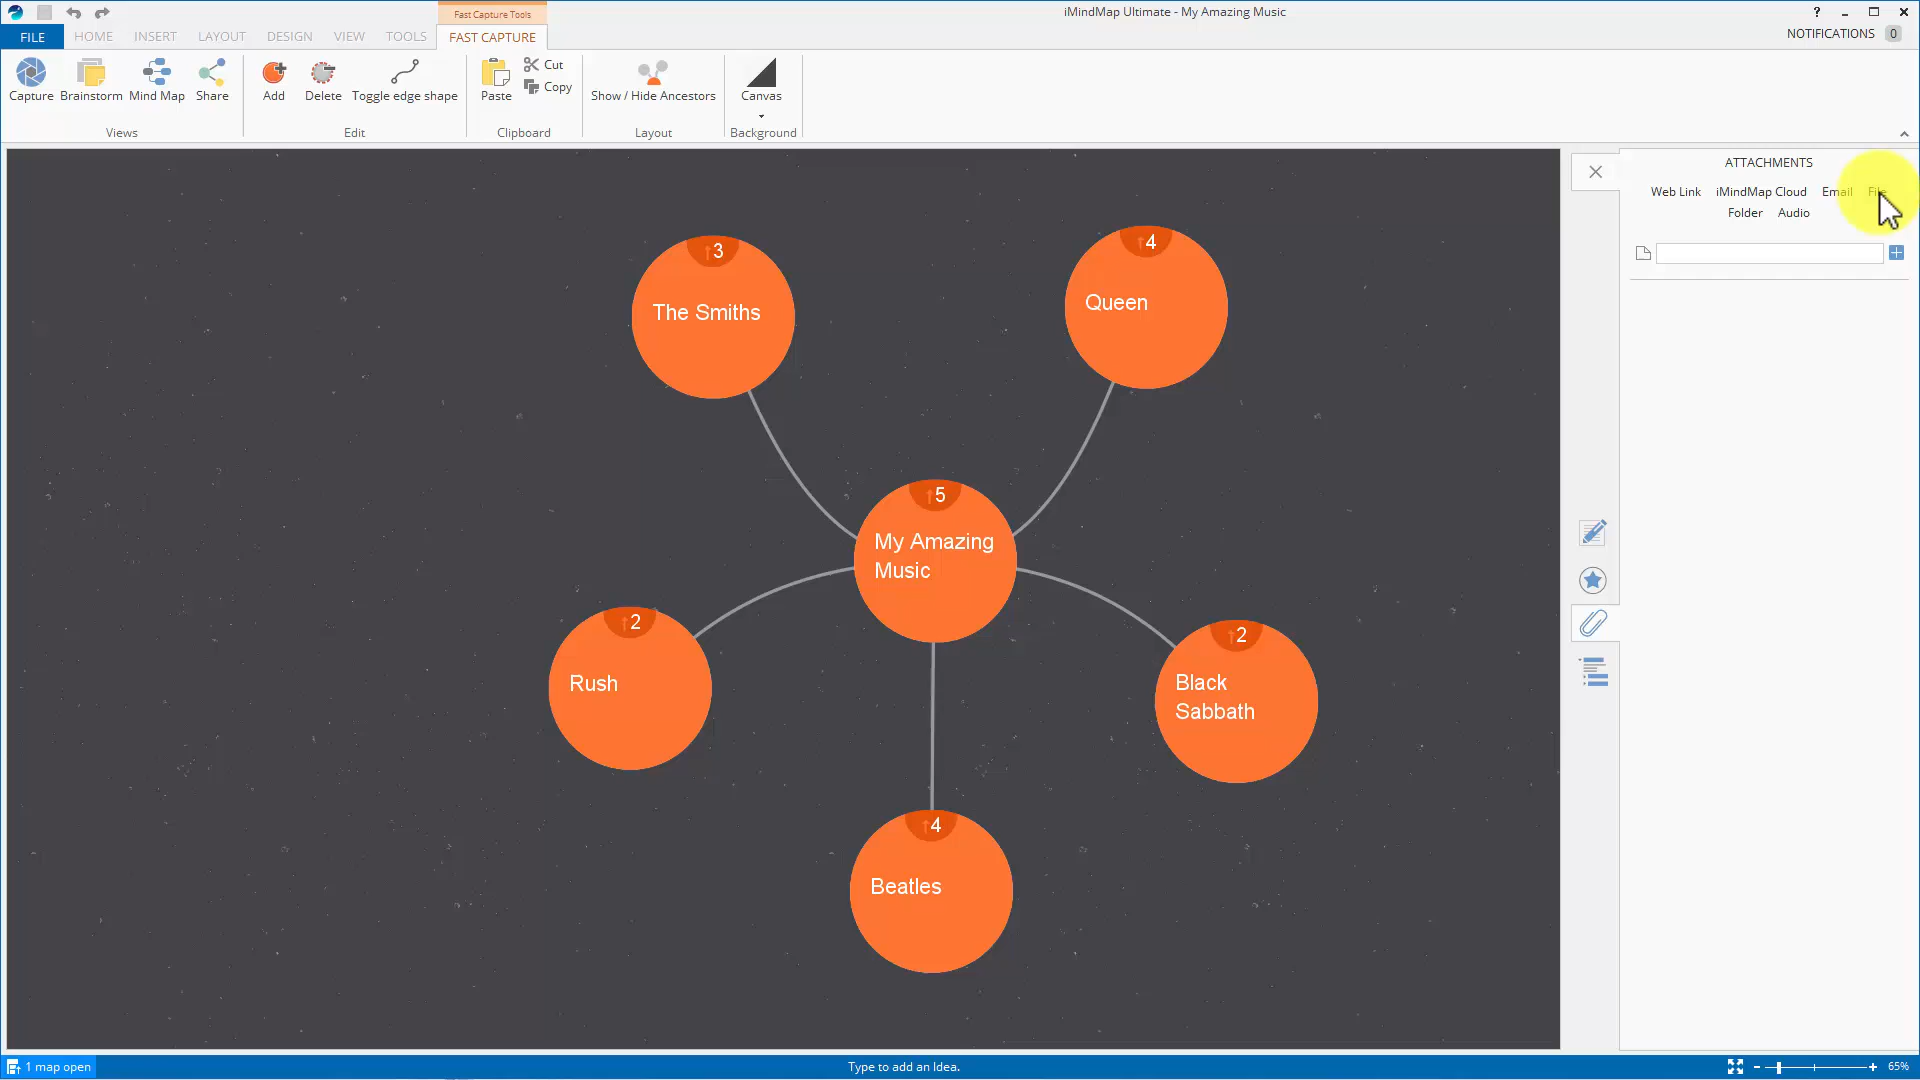 Fast Capture Tools
iMindMap Ultimate - My Amazing Music
?
FILE HOME INSERT LAYOUT DESIGN VIEW TOOLS FAST CAPTURE
NOTIFICATIONS 0
Capture Brainstorm Mind Map Share
Views
Add Delete Toggle edge shape
Edit
Paste
Cut
Copy
Clipboard
Show / Hide Ancestors
Layout
Canvas
Background
ATTACHMENTS
Web Link iMindMap Cloud Email File
Folder Audio
↑3
The Smiths
↑4
Queen
↑5
My Amazing
Music
↑2
Rush
↑2
Black
Sabbath
↑4
Beatles
1 map open
Type to add an Idea.
65%